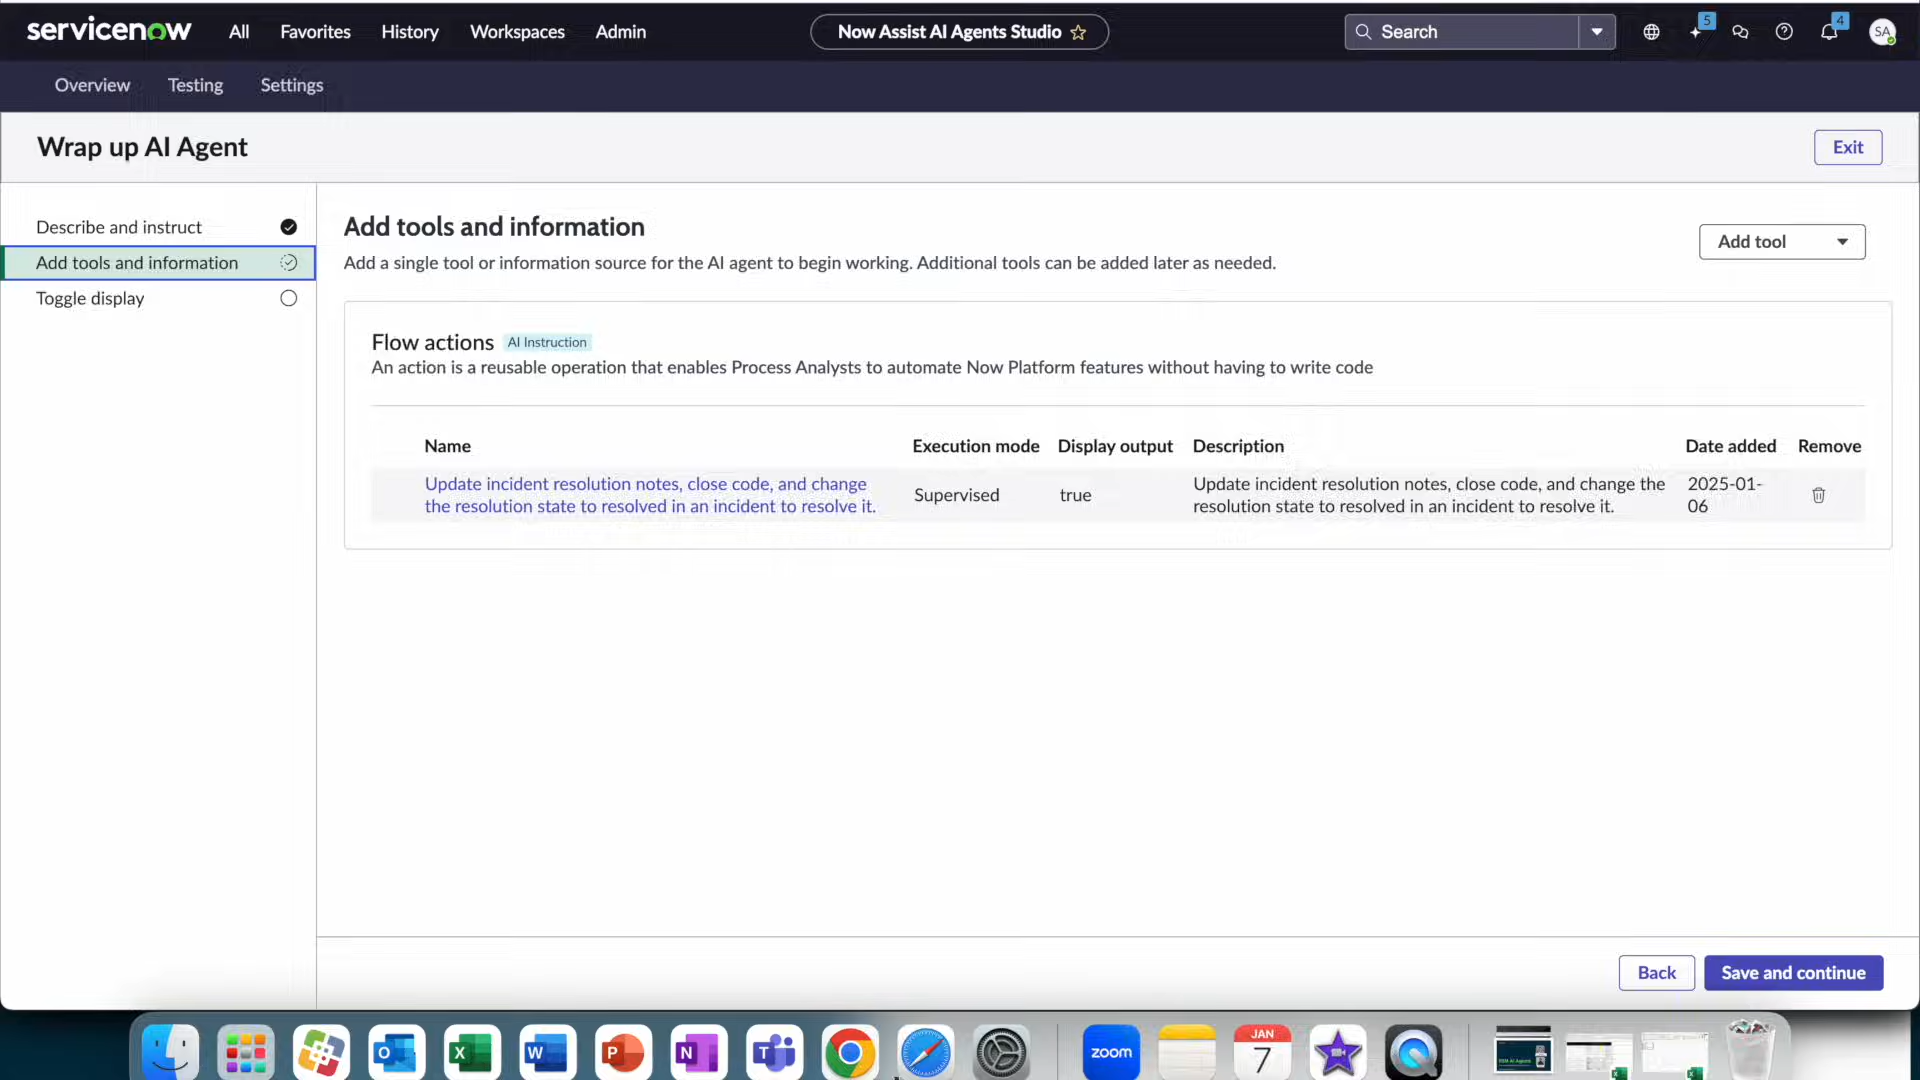 servicenow All Favorites History Workspaces Admin Now Assist AI Agents Studio Search 5 4 SA
Overview Testing Settings
Wrap up AI Agent Exit
Describe and instruct
Add tools and information
Toggle display
Add tools and information
Add a single tool or information source for the AI agent to begin working. Additional tools can be added later as needed.
Add tool
Flow actions AI Instruction
An action is a reusable operation that enables Process Analysts to automate Now Platform features without having to write code
Name Execution mode Display output Description Date added Remove
Update incident resolution notes, close code, and change
the resolution state to resolved in an incident to resolve it.
Supervised
true
Update incident resolution notes, close code, and change the
resolution state to resolved in an incident to resolve it.
2025-01-
06
Back Save and continue
O X W P N T zoom JAN
7